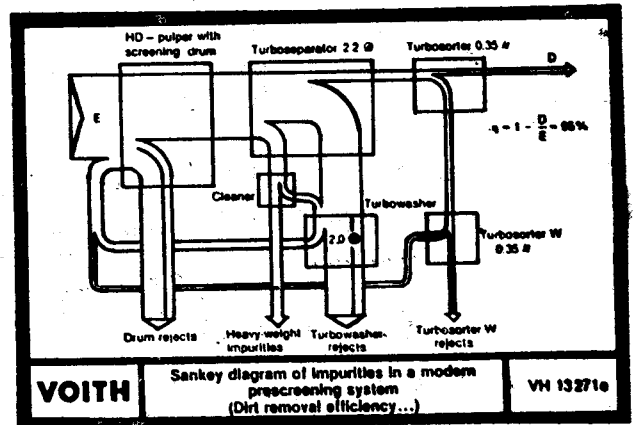 HD – pulper with
screening drum
Turboseparator 2.2 Ø
Turbosorter 0.35 #
D
E
η = 1 - D/E = 96%
Cleaner
Turbowasher
2,0
Turbosorter W
0.35 #
Drum rejects
Heavy-weight
impurities
Turbowasher-
rejects
Turbosorter W
rejects
VOITH
Sankey diagram of impurities in a modern
prescreening system
(Dirt removal efficiency...)
VH 13271e